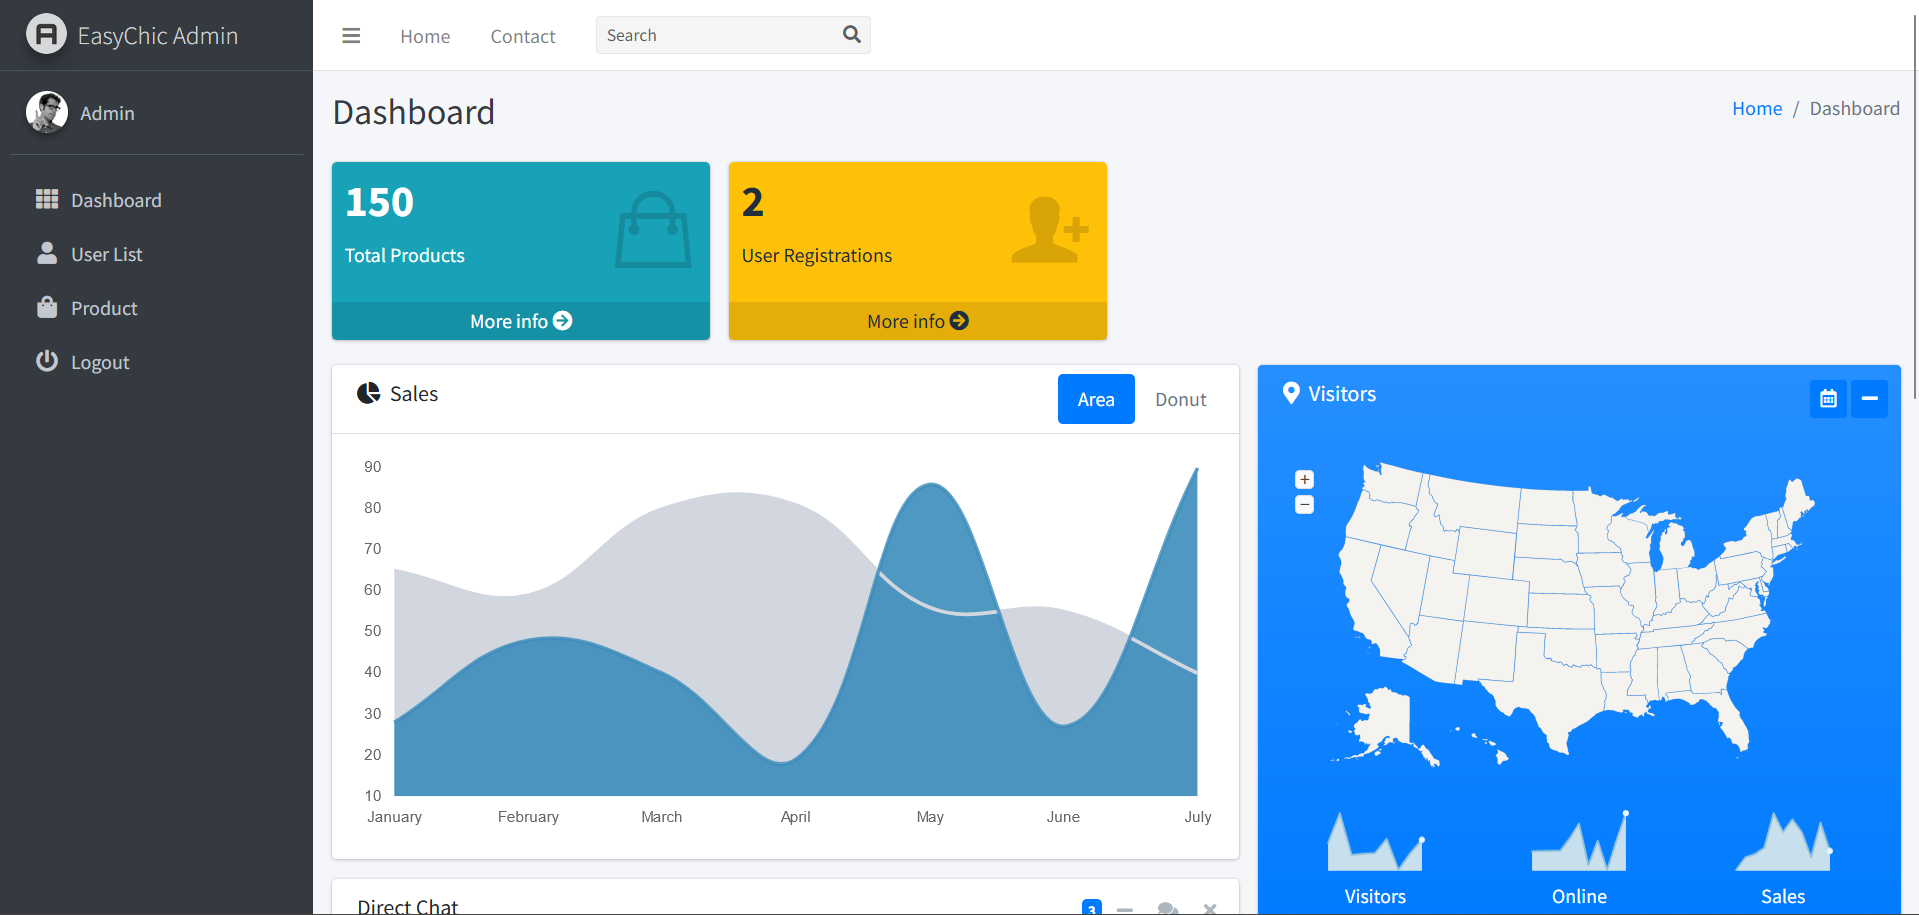 EasyChic Admin
Home
Contact
Search
Admin
Dashboard
User List
Product
Logout
Dashboard
Home / Dashboard
150
Total Products
More info
2
User Registrations
More info
Sales
Area
Donut
90
80
70
60
50
40
30
20
10
January
February
March
April
May
June
July
Visitors
+
−
Visitors
Online
Sales
Direct Chat
3